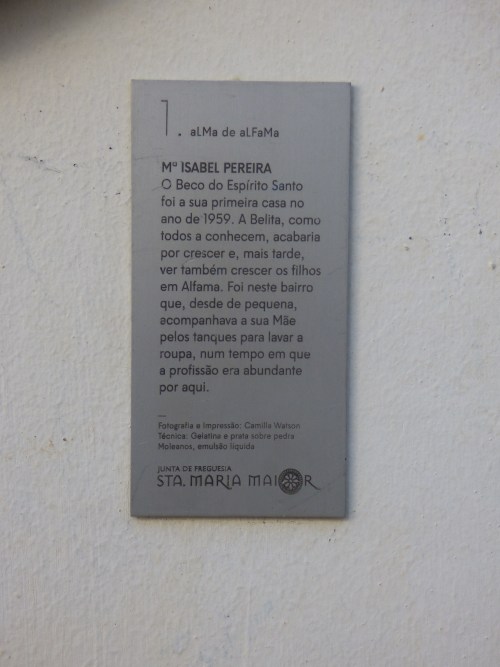 1. aLMa de aLFaMa
Mª ISABEL PEREIRA
O Beco do Espírito Santo
foi a sua primeira casa no
ano de 1959. A Belita, como
todos a conhecem, acabaria
por crescer e, mais tarde,
ver também crescer os filhos
em Alfama. Foi neste bairro
que, desde de pequena,
acompanhava a sua Mãe
pelos tanques para lavar a
roupa, num tempo em que
a profissão era abundante
por aqui.
—
Fotografia e Impressão: Camilla Watson
Técnica: Gelatina e prata sobre pedra
Moleanos, emulsão líquida
JUNTA DE FREGUESIA
STA. MARIA MAIOR